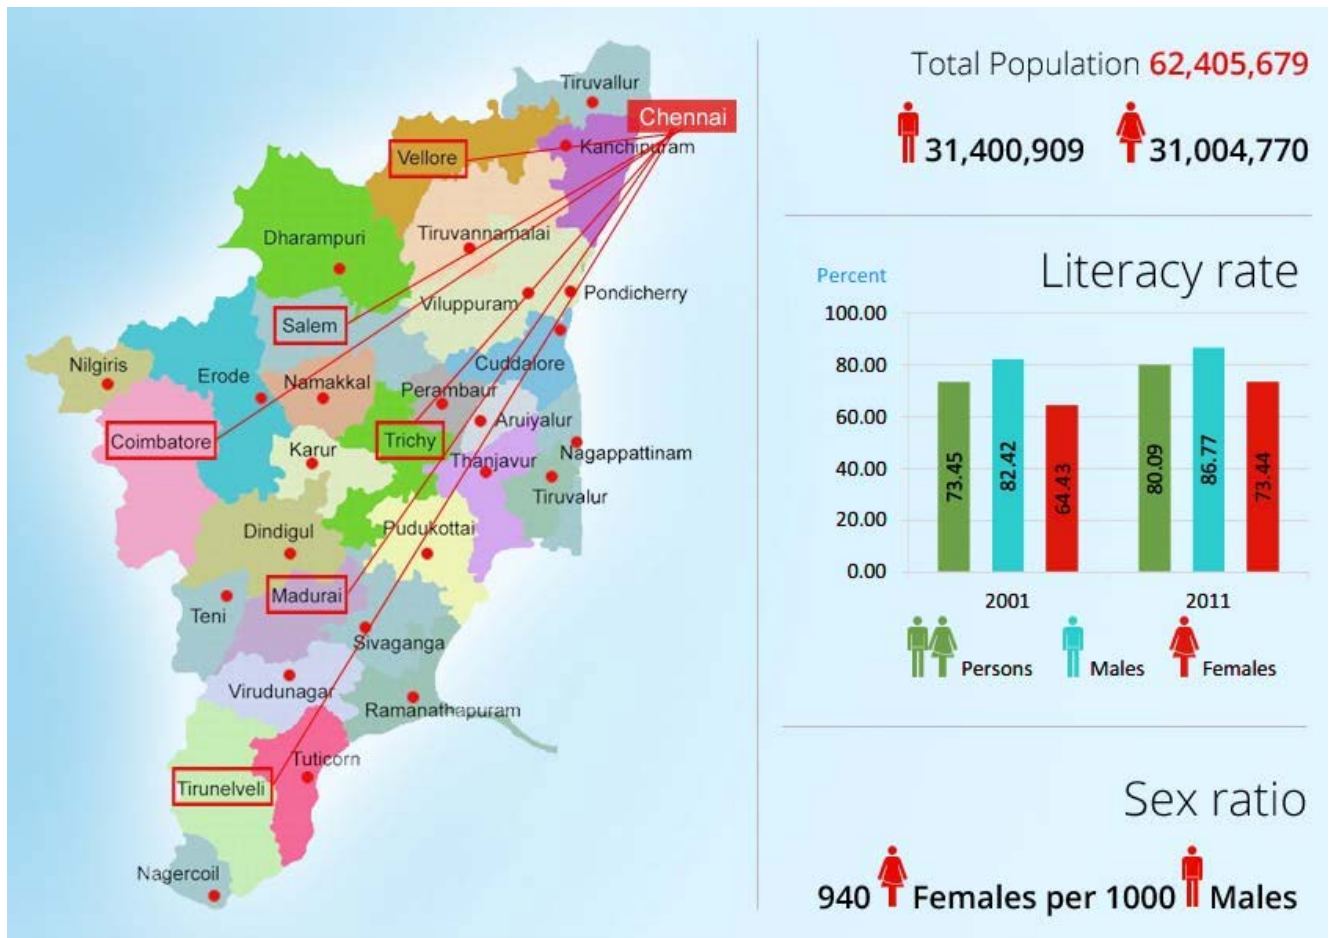 Tiruvallur
Chennai
Kanchipuram
Vellore
Dharampuri
Tiruvannamalai
Viluppuram
Pondicherry
Salem
Cuddalore
Nilgiris
Erode
Namakkal
Perambaur
Aruiyalur
Coimbatore
Trichy
Karur
Thanjavur
Nagappattinam
Tiruvalur
Dindigul
Pudukottai
Madurai
Teni
Sivaganga
Virudunagar
Ramanathapuram
Tuticorn
Tirunelveli
Nagercoil
Total Population 62,405,679
31,400,909 31,004,770
Literacy rate
Percent
100.00
80.00
60.00
40.00
20.00
0.00
73.45
82.42
64.43
80.09
86.77
73.44
2001 2011
Persons Males Females
Sex ratio
940 Females per 1000 Males